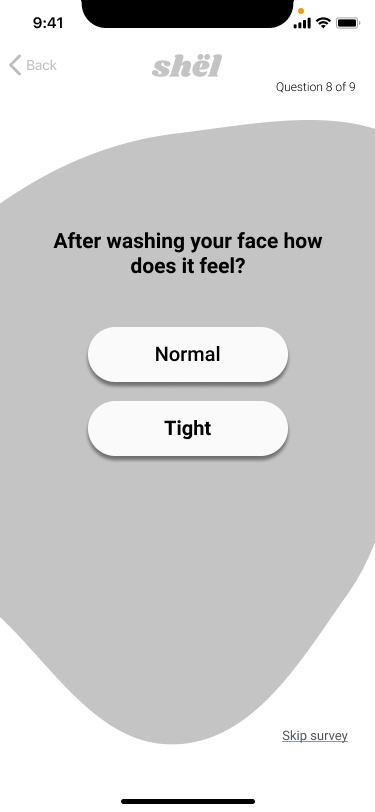 9:41
Back
shël
Question 8 of 9
After washing your face how
does it feel?
Normal
Tight
Skip survey